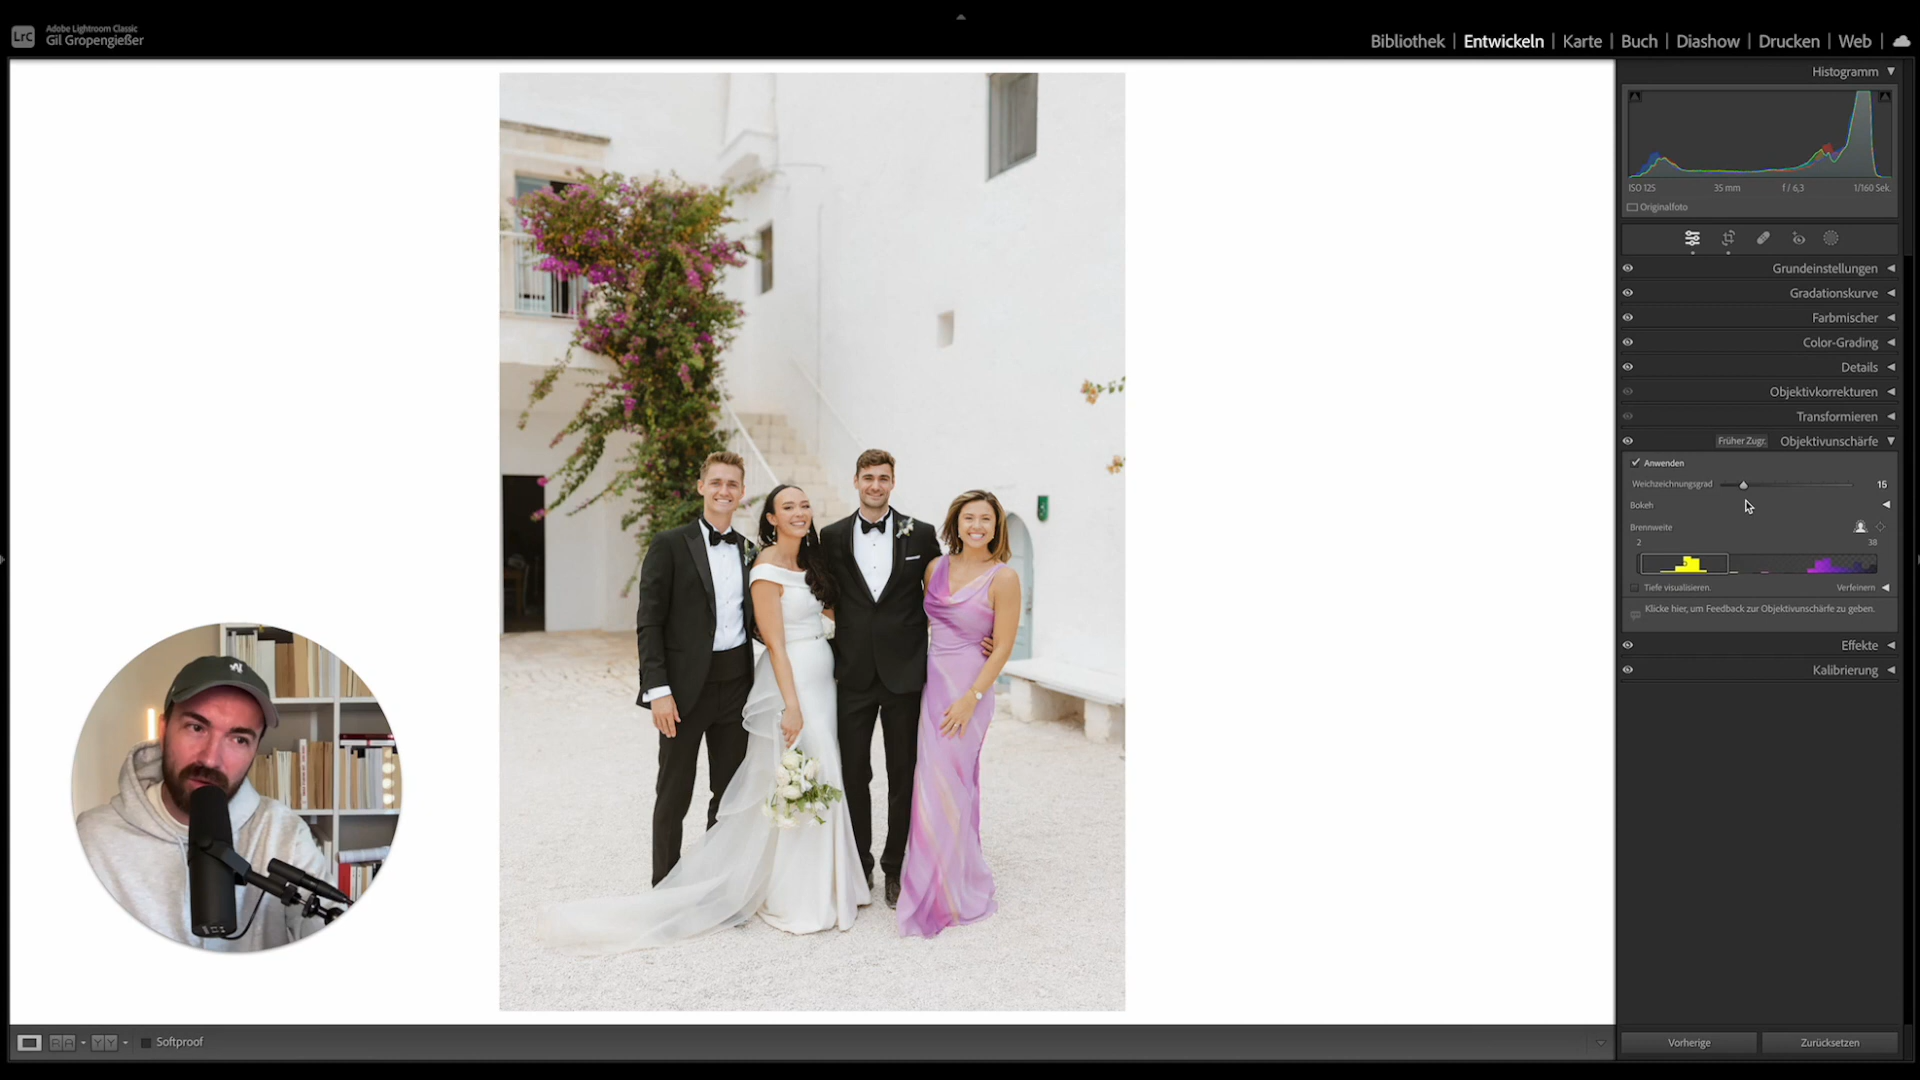 LrC
Adobe Lightroom Classic
Gil Gropengießer
Bibliothek | Entwickeln | Karte | Buch | Diashow | Drucken | Web |
Histogramm
ISO 125 35 mm f / 6,3 1/160 Sek.
Originalfoto
Grundeinstellungen
Gradationskurve
Farbmischer
Color-Grading
Details
Objektivkorrekturen
Transformieren
Früher Zugr. Objektivunschärfe
Anwenden
Weichzeichnungsgrad 15
Bokeh
Brennweite
2 38
Tiefe visualisieren. Verfeinern
Klicke hier, um Feedback zur Objektivunschärfe zu geben.
Effekte
Kalibrierung
RA YY Softproof
Vorherige Zurücksetzen